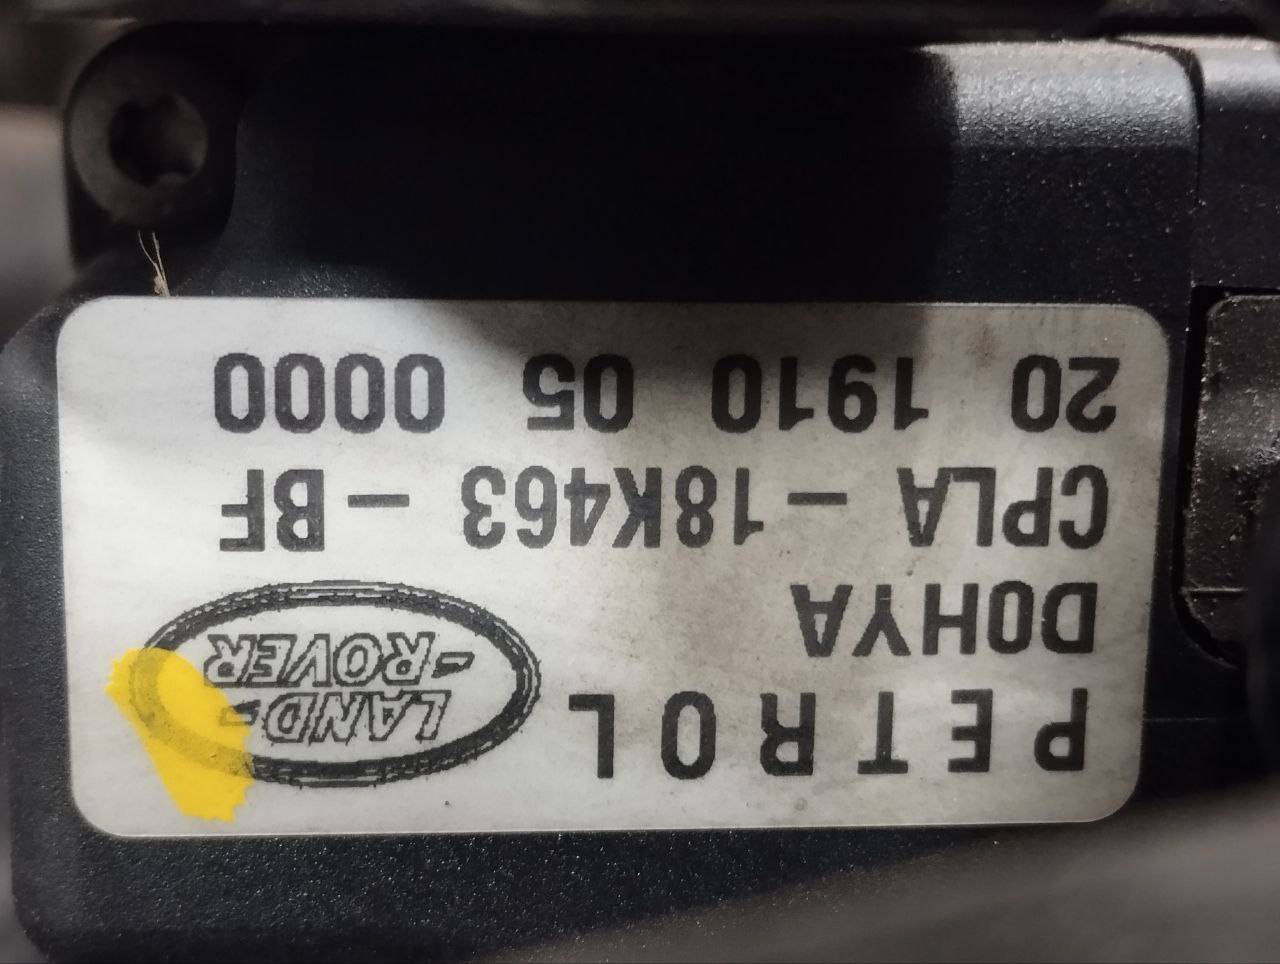 PETROL
LAND-
-ROVER
DOHYA
CPLA - 18K463 - BF
20 1910 05 0000